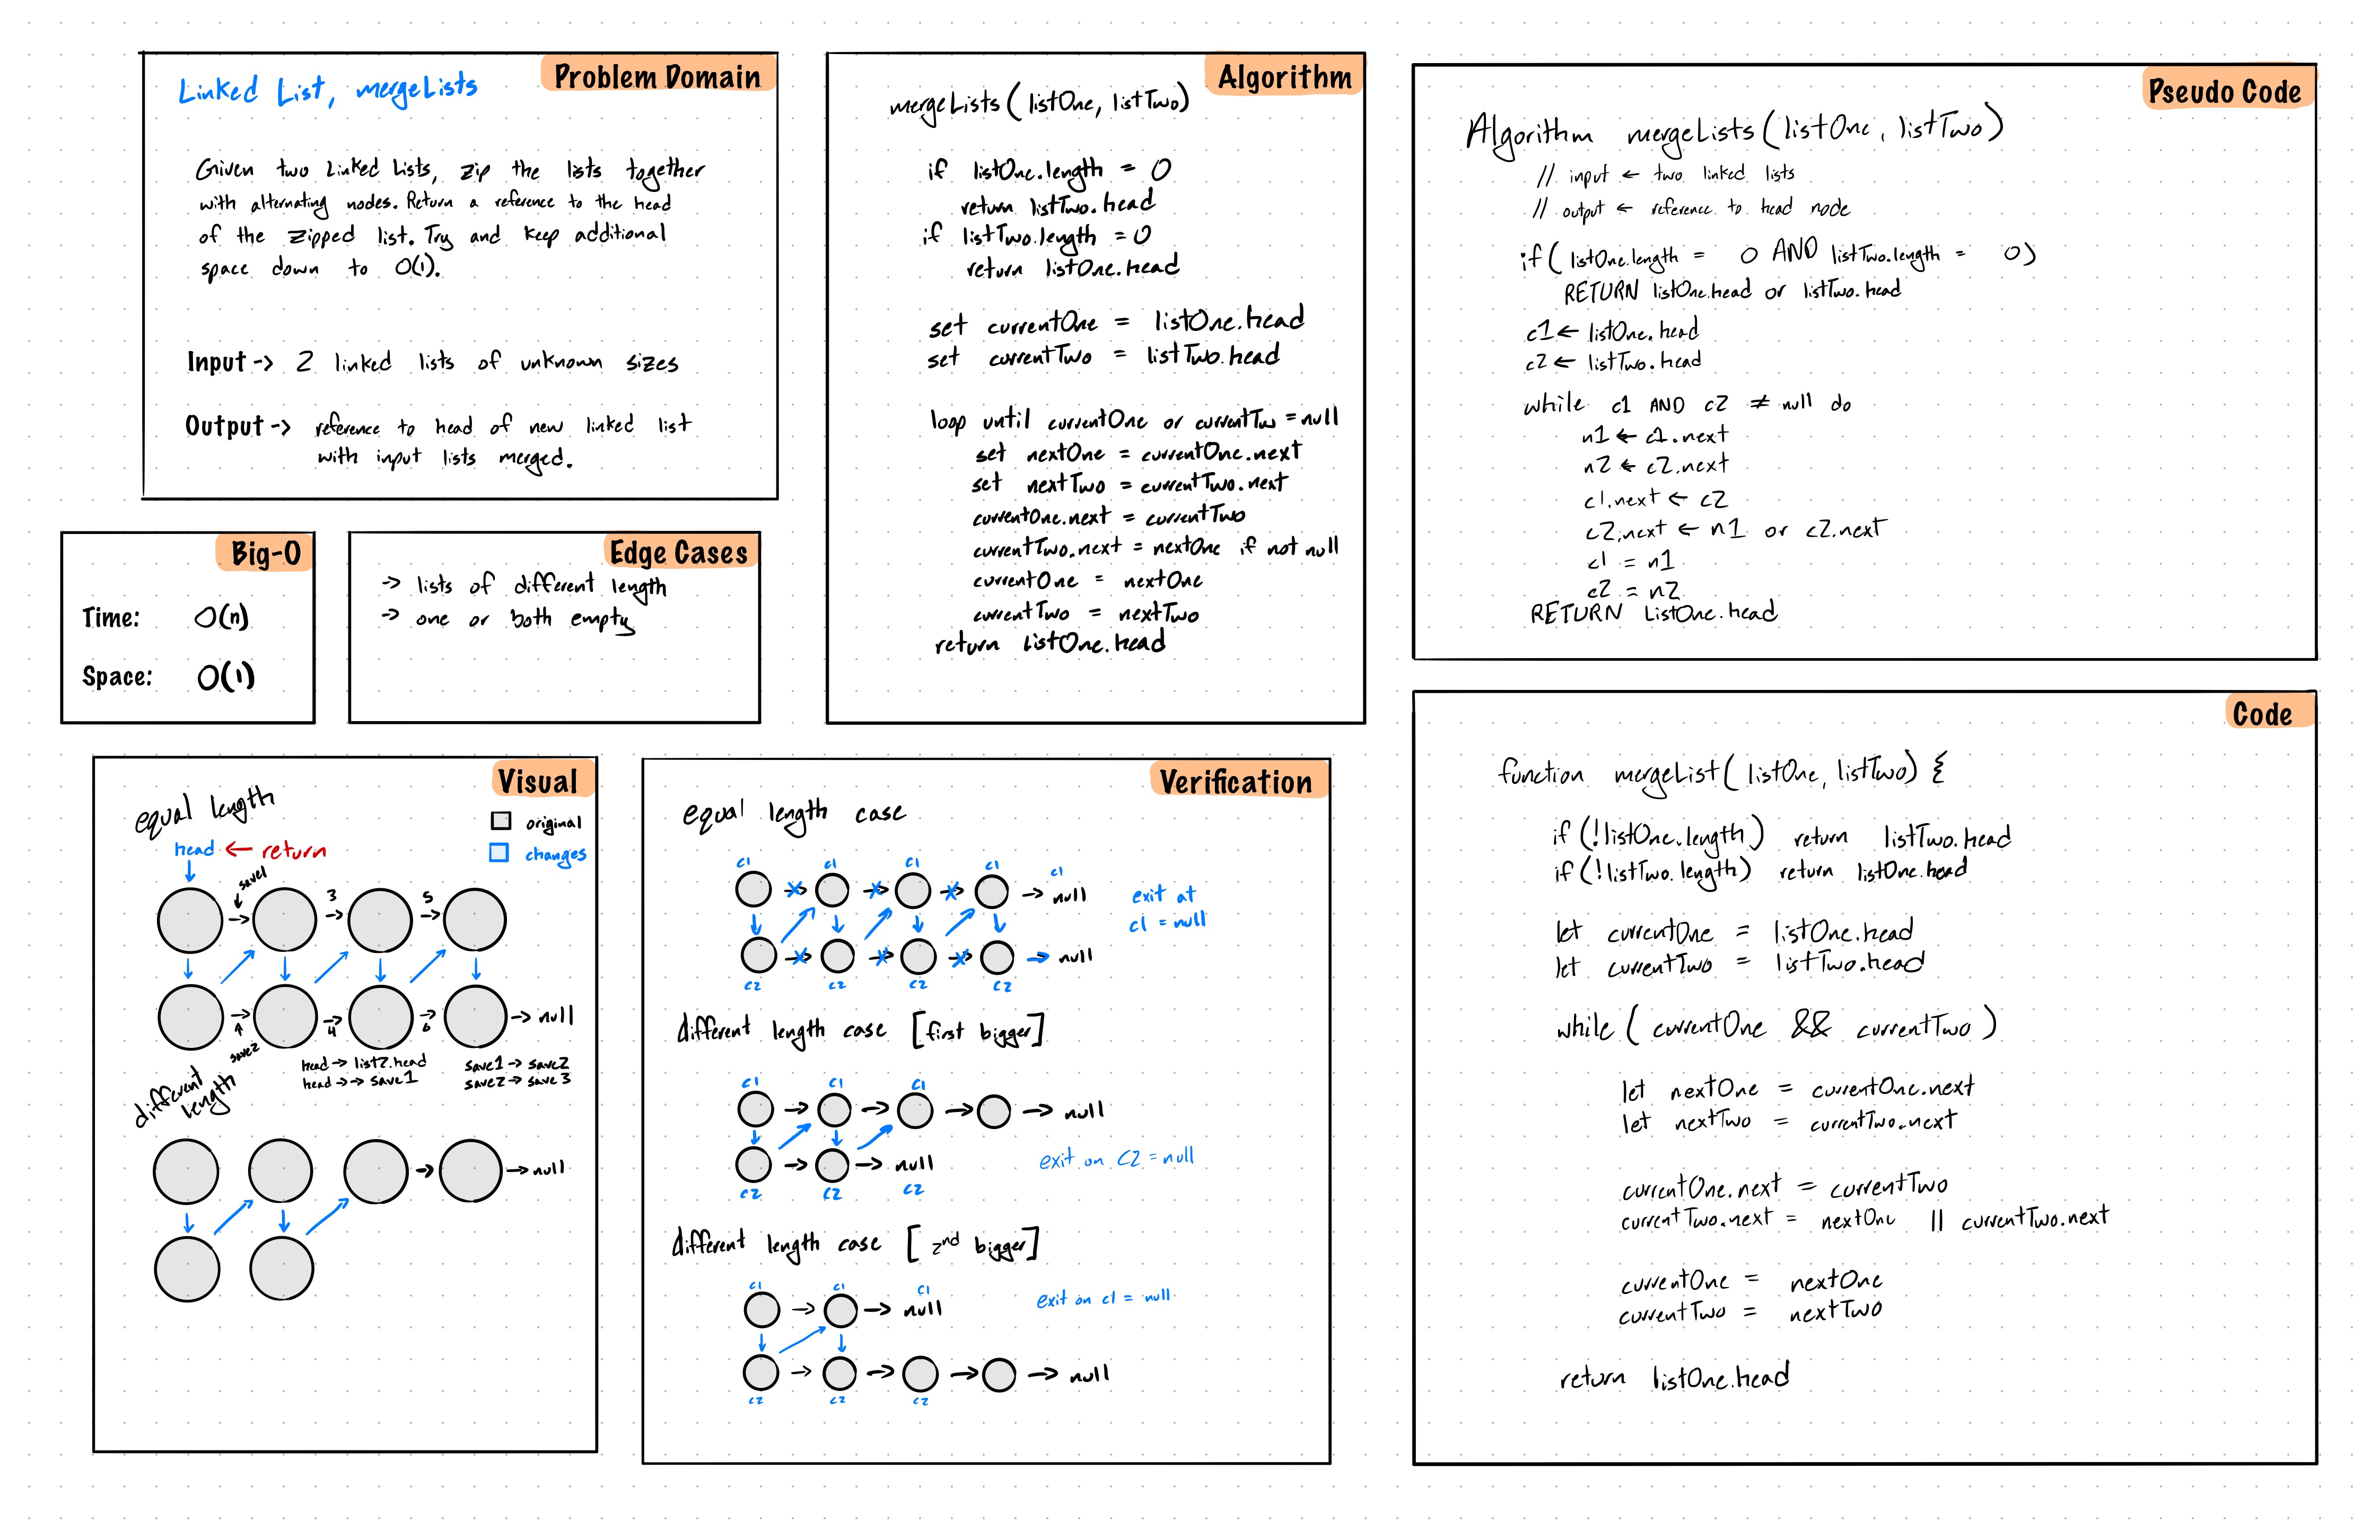 Problem Domain
Linked List, mergeLists
Given two Linked Lists, zip the lists together
with alternating nodes. Return a reference to the head
of the zipped list. Try and keep additional
space down to O(1).
Input -> 2 linked lists of unknown sizes
Output -> reference to head of new linked list
with input lists merged.
Big-O
Time: O(n)
Space: O(1)
Edge Cases
-> lists of different length
-> one or both empty
Algorithm
mergeLists(listOne, listTwo)
if listOne.length = 0
return listTwo.head
if listTwo.length = 0
return listOne.head
set currentOne = listOne.head
set currentTwo = listTwo.head
loop until currentOne or currentTw = null
set nextOne = currentOne.next
set nextTwo = currentTwo.next
currentOne.next = currentTwo
currentTwo.next = nextOne if not null
currentOne = nextOne
currentTwo = nextTwo
return listOne.head
Pseudo Code
Algorithm mergeLists(listOne, listTwo)
// input ← two linked lists
// output ← reference to head node
if( listOne.length = 0 AND listTwo.length = 0)
RETURN listOne.head or listTwo.head
c1 ← listOne.head
c2 ← listTwo.head
while c1 AND c2 ≠ null do
n1 ← c1.next
n2 ← c2.next
c1.next ← c2
c2.next ← n1 or c2.next
c1 = n1
c2 = n2
RETURN ListOne.head
Visual
equal length
original
changes
head ← return
save1
3
5
save2
4
6
→ null
head → list2.head
head →→ save1
save1 → save2
save2 → save3
different
length
→ null
Verification
equal length case
c1 c1 c1 c1 c1
→ null
exit at
c1 = null
→ null
c2 c2 c2 c2
different length case [first bigger]
c1 c1 c1
→ null
→ null
exit on c2 = null
c2 c2 c2
different length case [2nd bigger]
c1 c1 c1
→ null
exit on c1 = null
→ null
c2 c2 c2
Code
function mergeList( listOne, listTwo) {
if (!listOne.length) return listTwo.head
if (!listTwo.length) return listOne.head
let currentOne = listOne.head
let currentTwo = listTwo.head
while ( currentOne && currentTwo )
let nextOne = currentOne.next
let nextTwo = currentTwo.next
currentOne.next = currentTwo
currentTwo.next = nextOne || currentTwo.next
currentOne = nextOne
currentTwo = nextTwo
return listOne.head